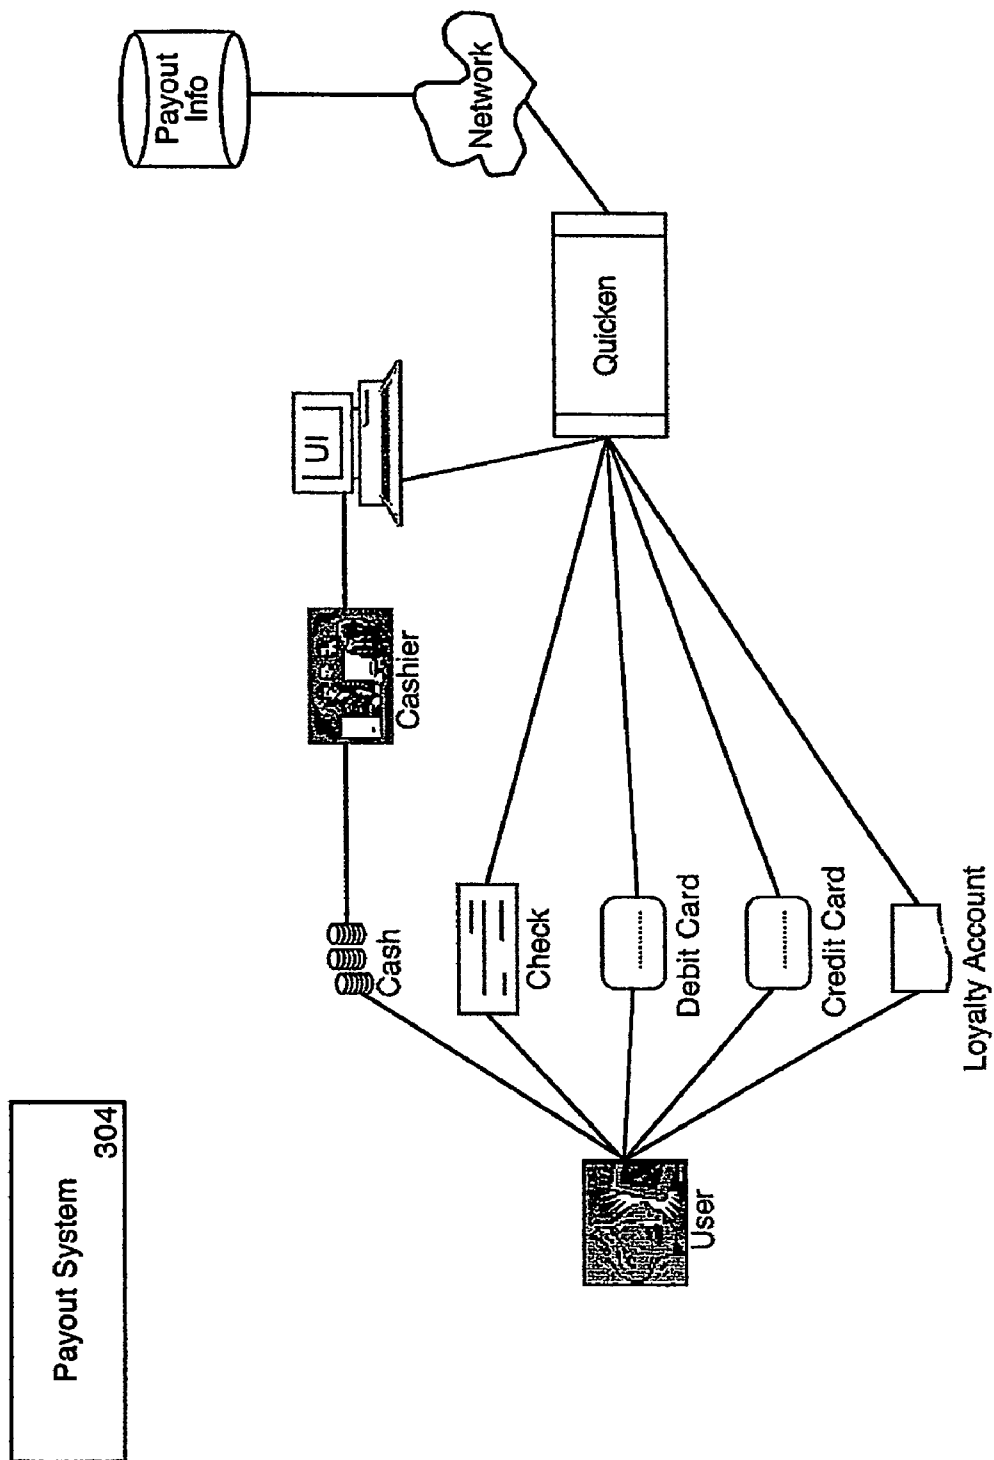 Payout System
304
Payout
Info
Network
UI
Quicken
Cashier
Cash
Check
Debit Card
Credit Card
Loyalty Account
User